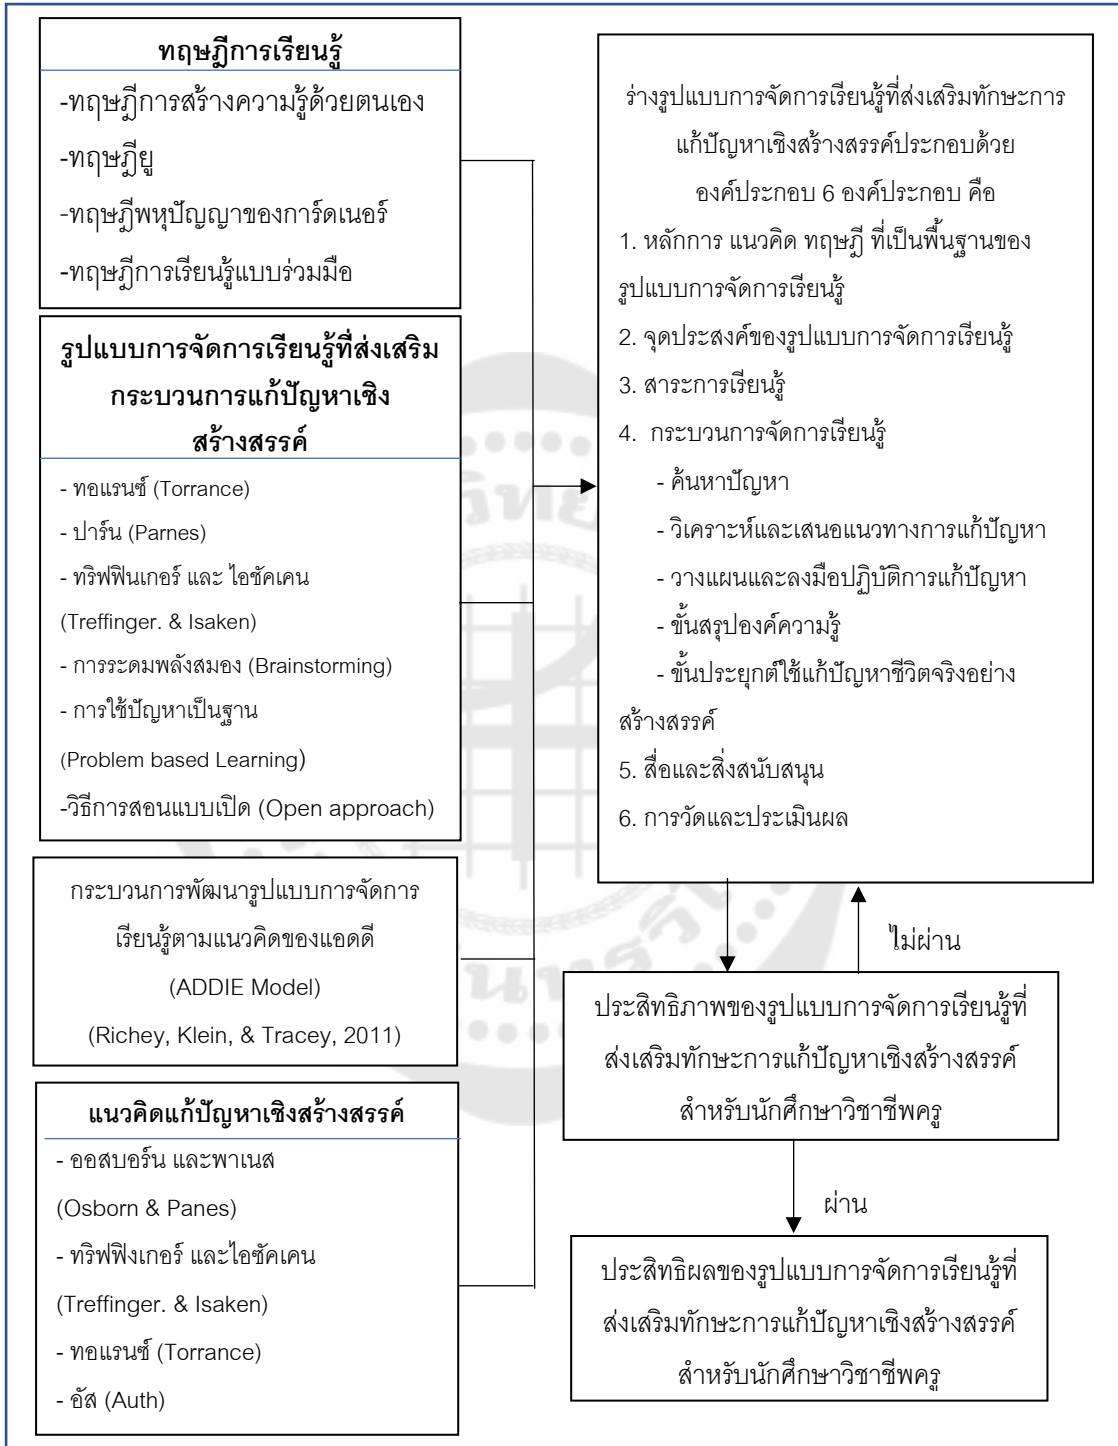 ทฤษฎีการเรียนรู้
-ทฤษฎีการสร้างความรู้ด้วยตนเอง
-ทฤษฎียู
-ทฤษฎีพหุปัญญาของการ์ดเนอร์
-ทฤษฎีการเรียนรู้แบบร่วมมือ
รูปแบบการจัดการเรียนรู้ที่ส่งเสริม
กระบวนการแก้ปัญหาเชิง
สร้างสรรค์
- ทอแรนซ์ (Torrance)
- ปาร์น (Parnes)
- ทริฟฟินเกอร์ และ ไอซัคเคน
(Treffinger. & Isaken)
- การระดมพลังสมอง (Brainstorming)
- การใช้ปัญหาเป็นฐาน
(Problem based Learning)
-วิธีการสอนแบบเปิด (Open approach)
กระบวนการพัฒนารูปแบบการจัดการ
เรียนรู้ตามแนวคิดของแอดดี
(ADDIE Model)
(Richey, Klein, & Tracey, 2011)
แนวคิดแก้ปัญหาเชิงสร้างสรรค์
- ออสบอร์น และพาเนส
(Osborn & Panes)
- ทริฟฟิงเกอร์ และไอซัคเคน
(Treffinger. & Isaken)
- ทอแรนซ์ (Torrance)
- อัส (Auth)
ร่างรูปแบบการจัดการเรียนรู้ที่ส่งเสริมทักษะการ
แก้ปัญหาเชิงสร้างสรรค์ประกอบด้วย
องค์ประกอบ 6 องค์ประกอบ คือ
1. หลักการ แนวคิด ทฤษฎี ที่เป็นพื้นฐานของ
รูปแบบการจัดการเรียนรู้
2. จุดประสงค์ของรูปแบบการจัดการเรียนรู้
3. สาระการเรียนรู้
4. กระบวนการจัดการเรียนรู้
- ค้นหาปัญหา
- วิเคราะห์และเสนอแนวทางการแก้ปัญหา
- วางแผนและลงมือปฏิบัติการแก้ปัญหา
- ขั้นสรุปองค์ความรู้
- ขั้นประยุกต์ใช้แก้ปัญหาชีวิตจริงอย่าง
สร้างสรรค์
5. สื่อและสิ่งสนับสนุน
6. การวัดและประเมินผล
ไม่ผ่าน
ประสิทธิภาพของรูปแบบการจัดการเรียนรู้ที่
ส่งเสริมทักษะการแก้ปัญหาเชิงสร้างสรรค์
สำหรับนักศึกษาวิชาชีพครู
ผ่าน
ประสิทธิผลของรูปแบบการจัดการเรียนรู้ที่
ส่งเสริมทักษะการแก้ปัญหาเชิงสร้างสรรค์
สำหรับนักศึกษาวิชาชีพครู